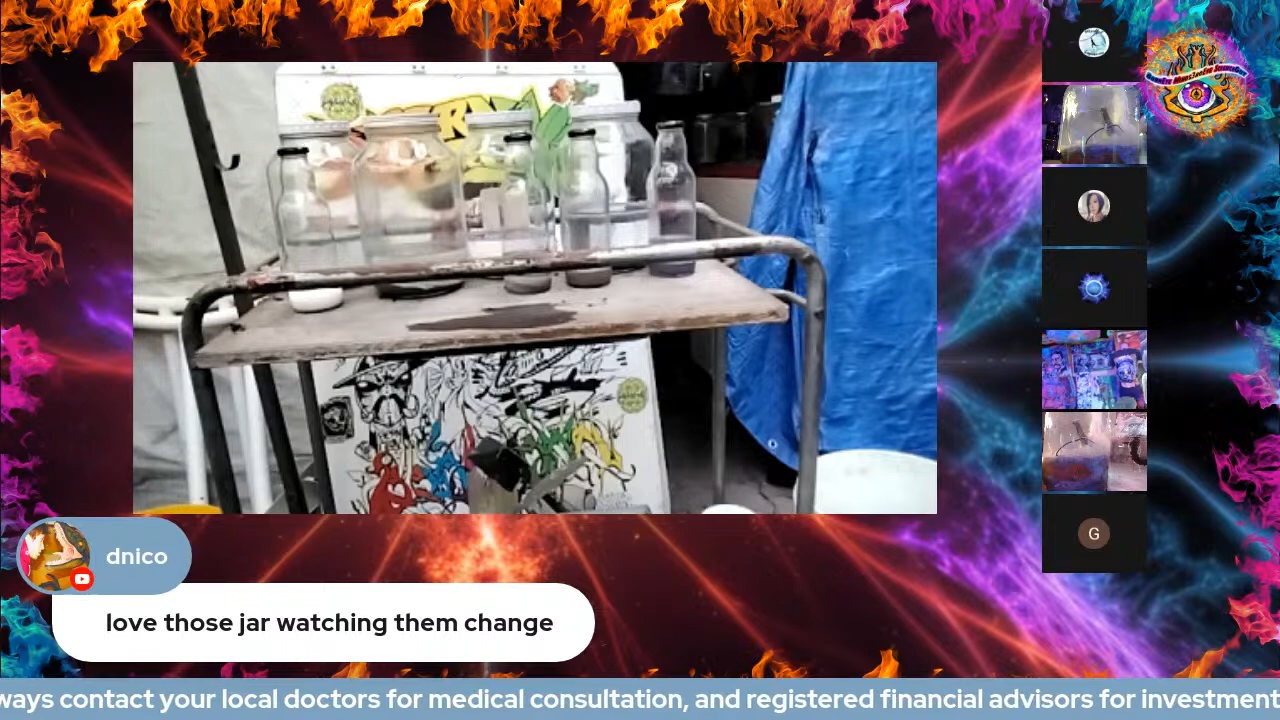 dnico
love those jar watching them change
G
ways contact your local doctors for medical consultation, and registered financial advisors for investment